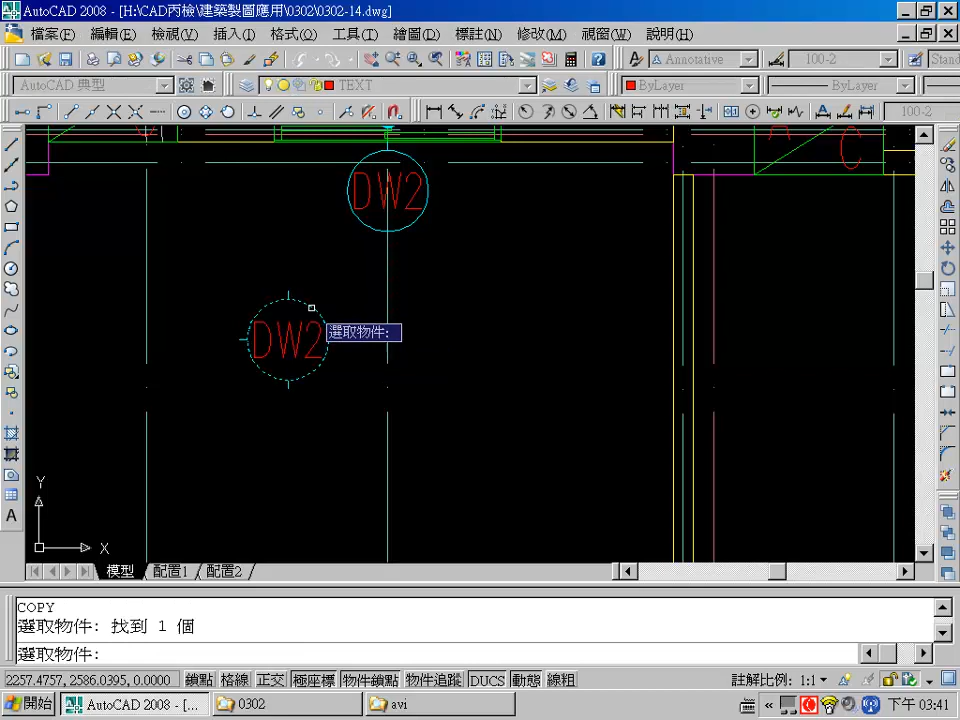 AutoCAD 2008 - [H:\CAD丙檢\建築製圖應用\0302\0302-14.dwg]
檔案(F) 編輯(E) 檢視(V) 插入(I) 格式(O) 工具(T) 繪圖(D) 標註(N) 修改(M) 視窗(W) 說明(H)
Annotative 100-2 Stand
AutoCAD 典型 TEXT ByLayer ByLayer
100-2
A C
DW2
DW2
選取物件:
Y
X
模型 配置1 配置2
COPY
選取物件: 找到 1 個
選取物件:
2257.4757, 2586.0395, 0.0000 鎖點 格線 正交 極座標 物件鎖點 物件追蹤 DUCS 動態 線粗 註解比例: 1:1
開始 AutoCAD 2008 - [... 0302 avi 下午 03:41